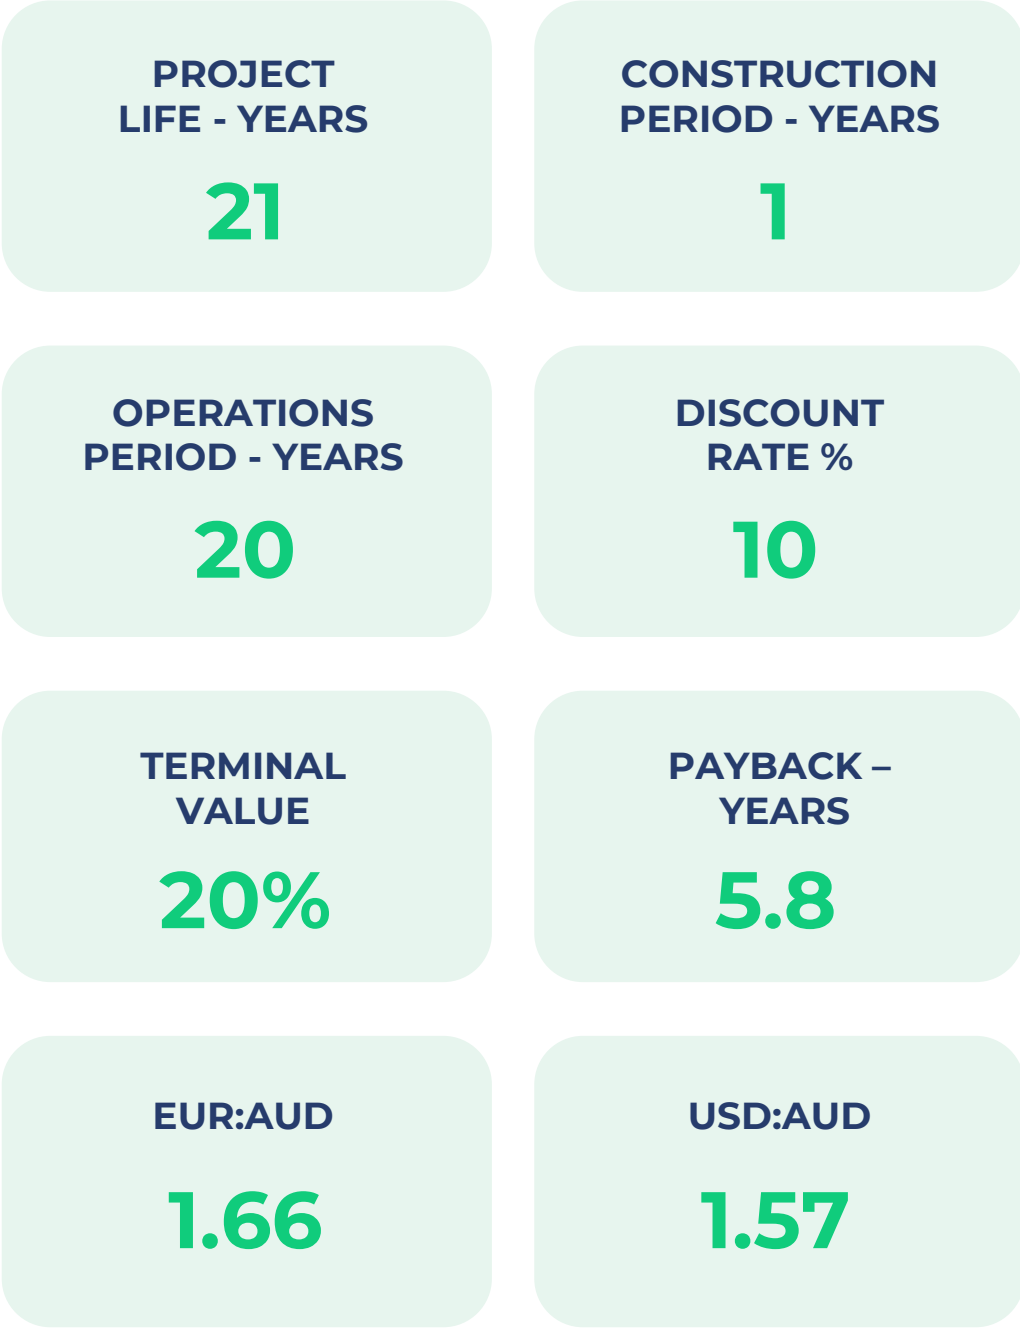 PROJECT
LIFE - YEARS
21
CONSTRUCTION
PERIOD - YEARS
1
OPERATIONS
PERIOD - YEARS
20
DISCOUNT
RATE %
10
TERMINAL
VALUE
20%
PAYBACK –
YEARS
5.8
EUR:AUD
1.66
USD:AUD
1.57